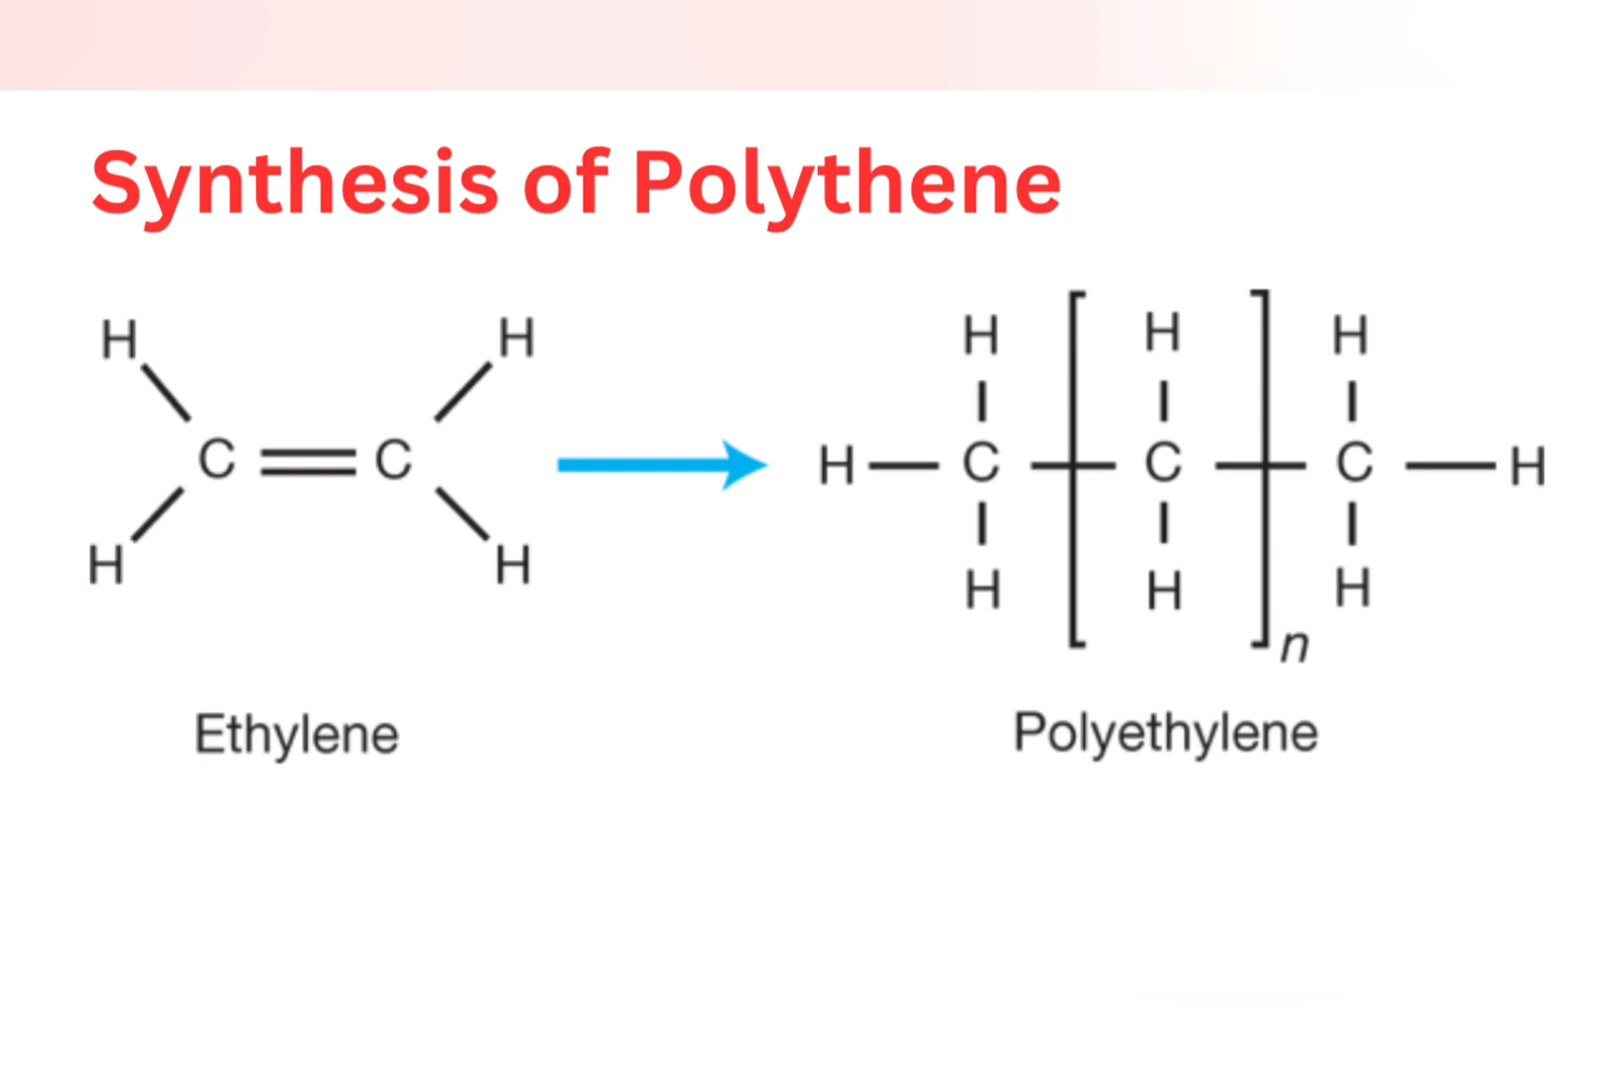 Synthesis of Polythene
H H H H H
H C C H C C C H
H H H H H
n
Ethylene Polyethylene